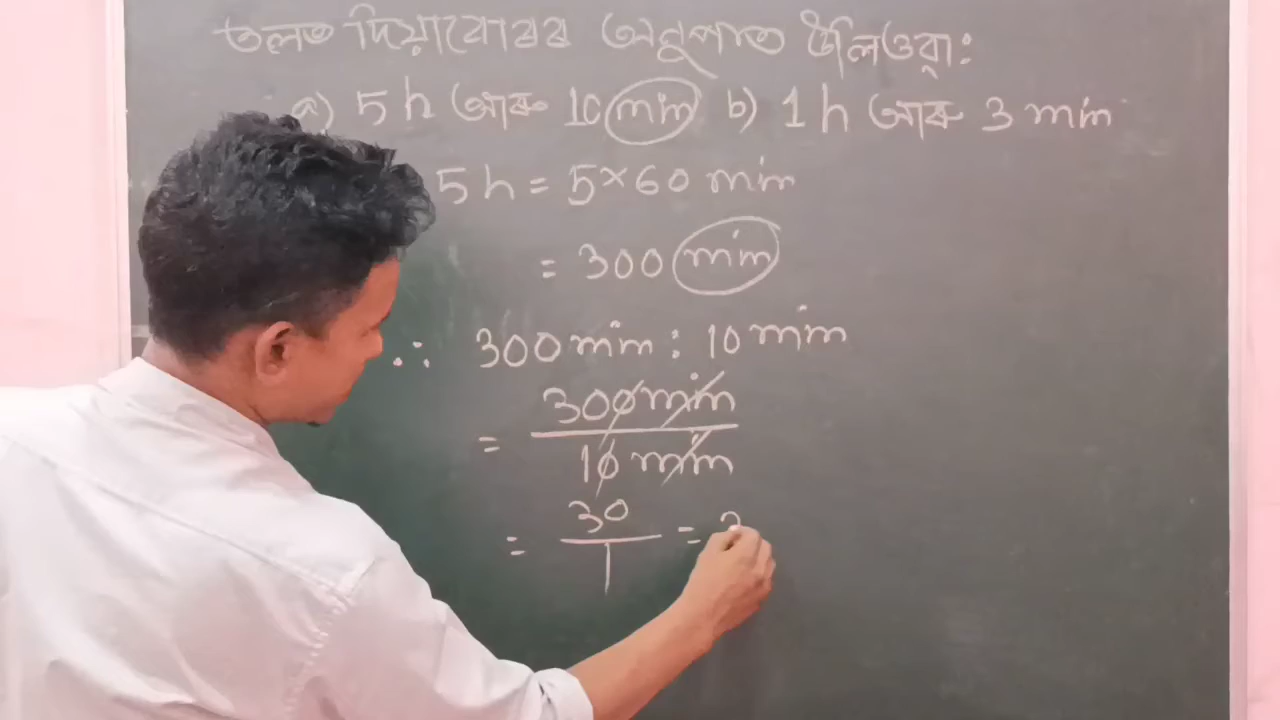 তলত দিয়াবোৰৰ অনুপাত উলিওৱা:
a) 5 h আৰু 10 min b) 1 h আৰু 3 min
5 h = 5×60 min
= 300 min
∴ 300 min : 10 min
= 300 min / 10 min
= 30 / 1 = 3